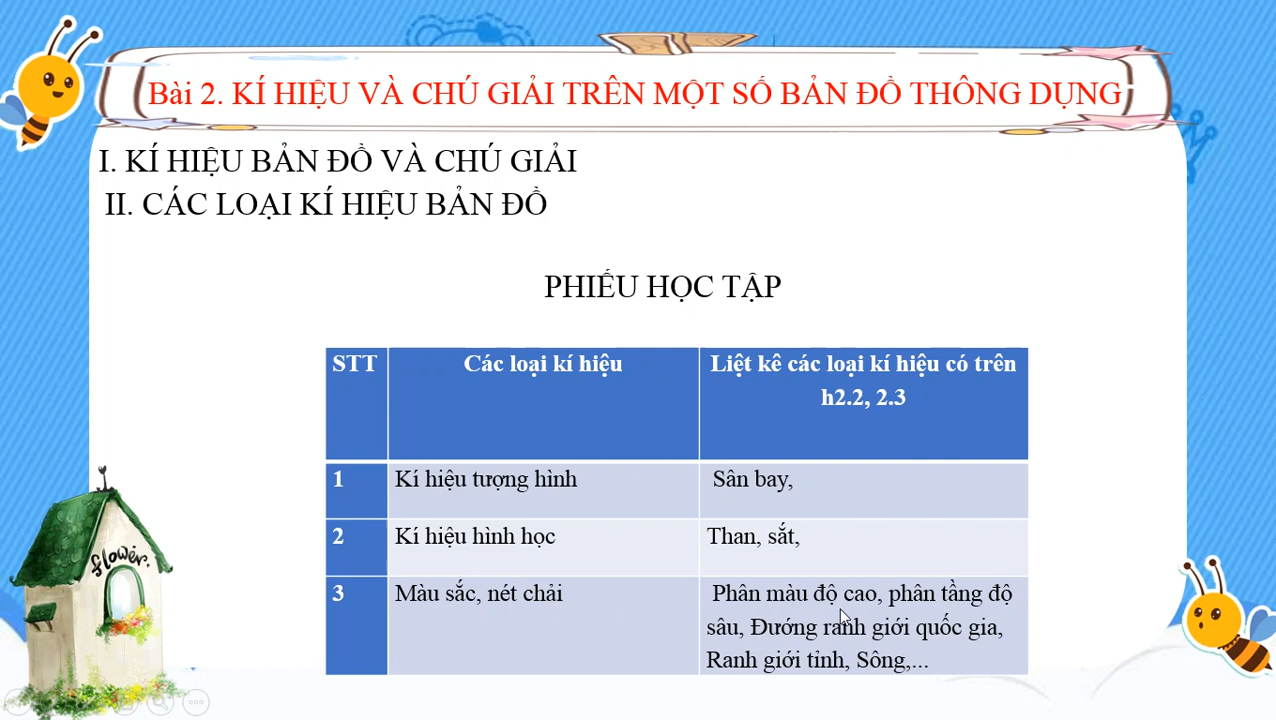 Bài 2. KÍ HIỆU VÀ CHÚ GIẢI TRÊN MỘT SỐ BẢN ĐỒ THÔNG DỤNG
I. KÍ HIỆU BẢN ĐỒ VÀ CHÚ GIẢI
II. CÁC LOẠI KÍ HIỆU BẢN ĐỒ
PHIẾU HỌC TẬP
STT
Các loại kí hiệu
Liệt kê các loại kí hiệu có trên
h2.2, 2.3
1
Kí hiệu tượng hình
Sân bay,
2
Kí hiệu hình học
Than, sắt,
3
Màu sắc, nét chải
Phân màu độ cao, phân tầng độ
sâu, Đướng ranh giới quốc gia,
Ranh giới tỉnh, Sông,...
flower.